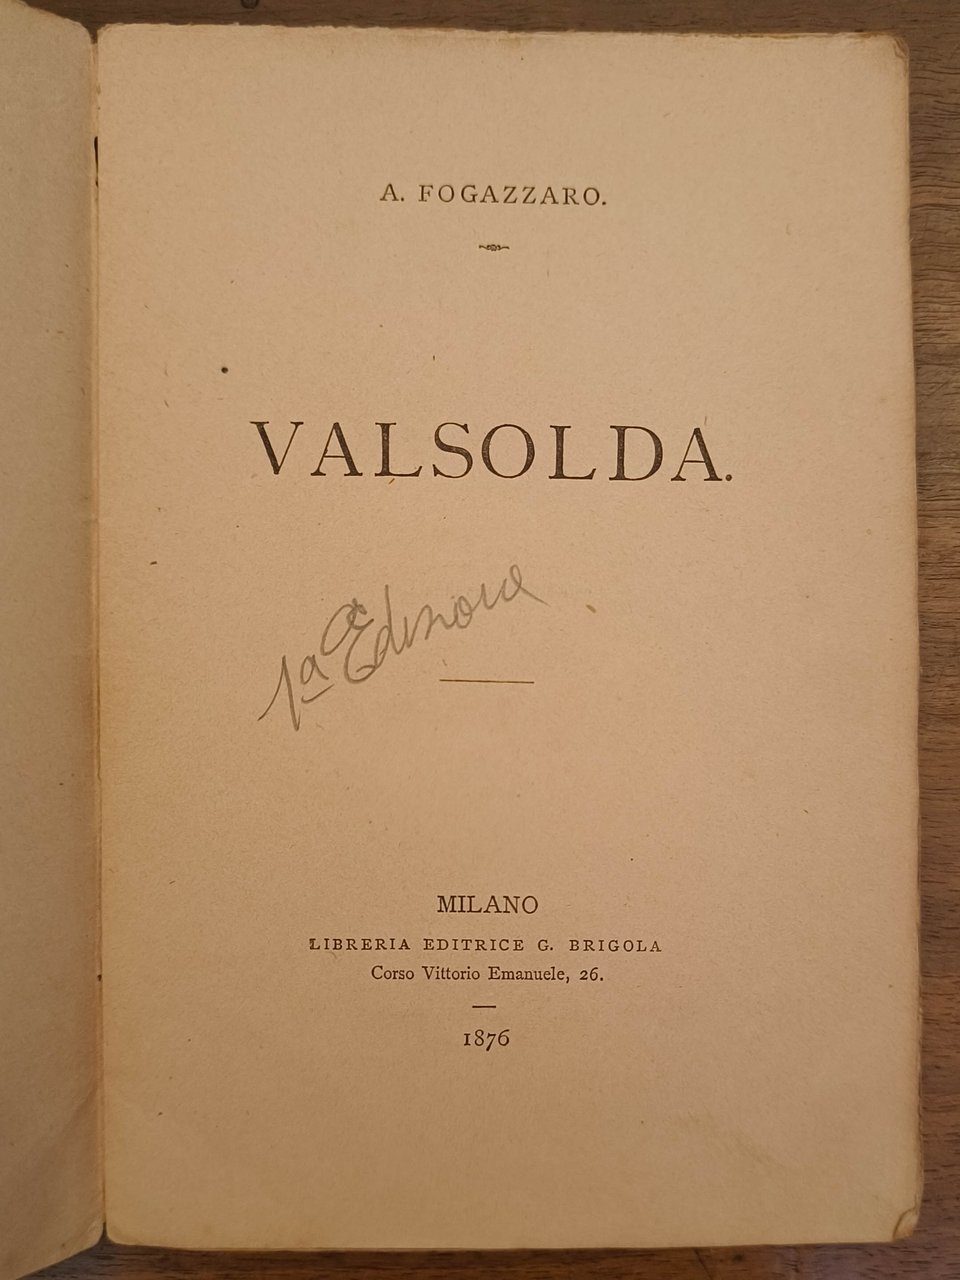 A. FOGAZZARO.
VALSOLDA.
1ª Edizione
MILANO
LIBRERIA EDITRICE G. BRIGOLA
Corso Vittorio Emanuele, 26.
1876